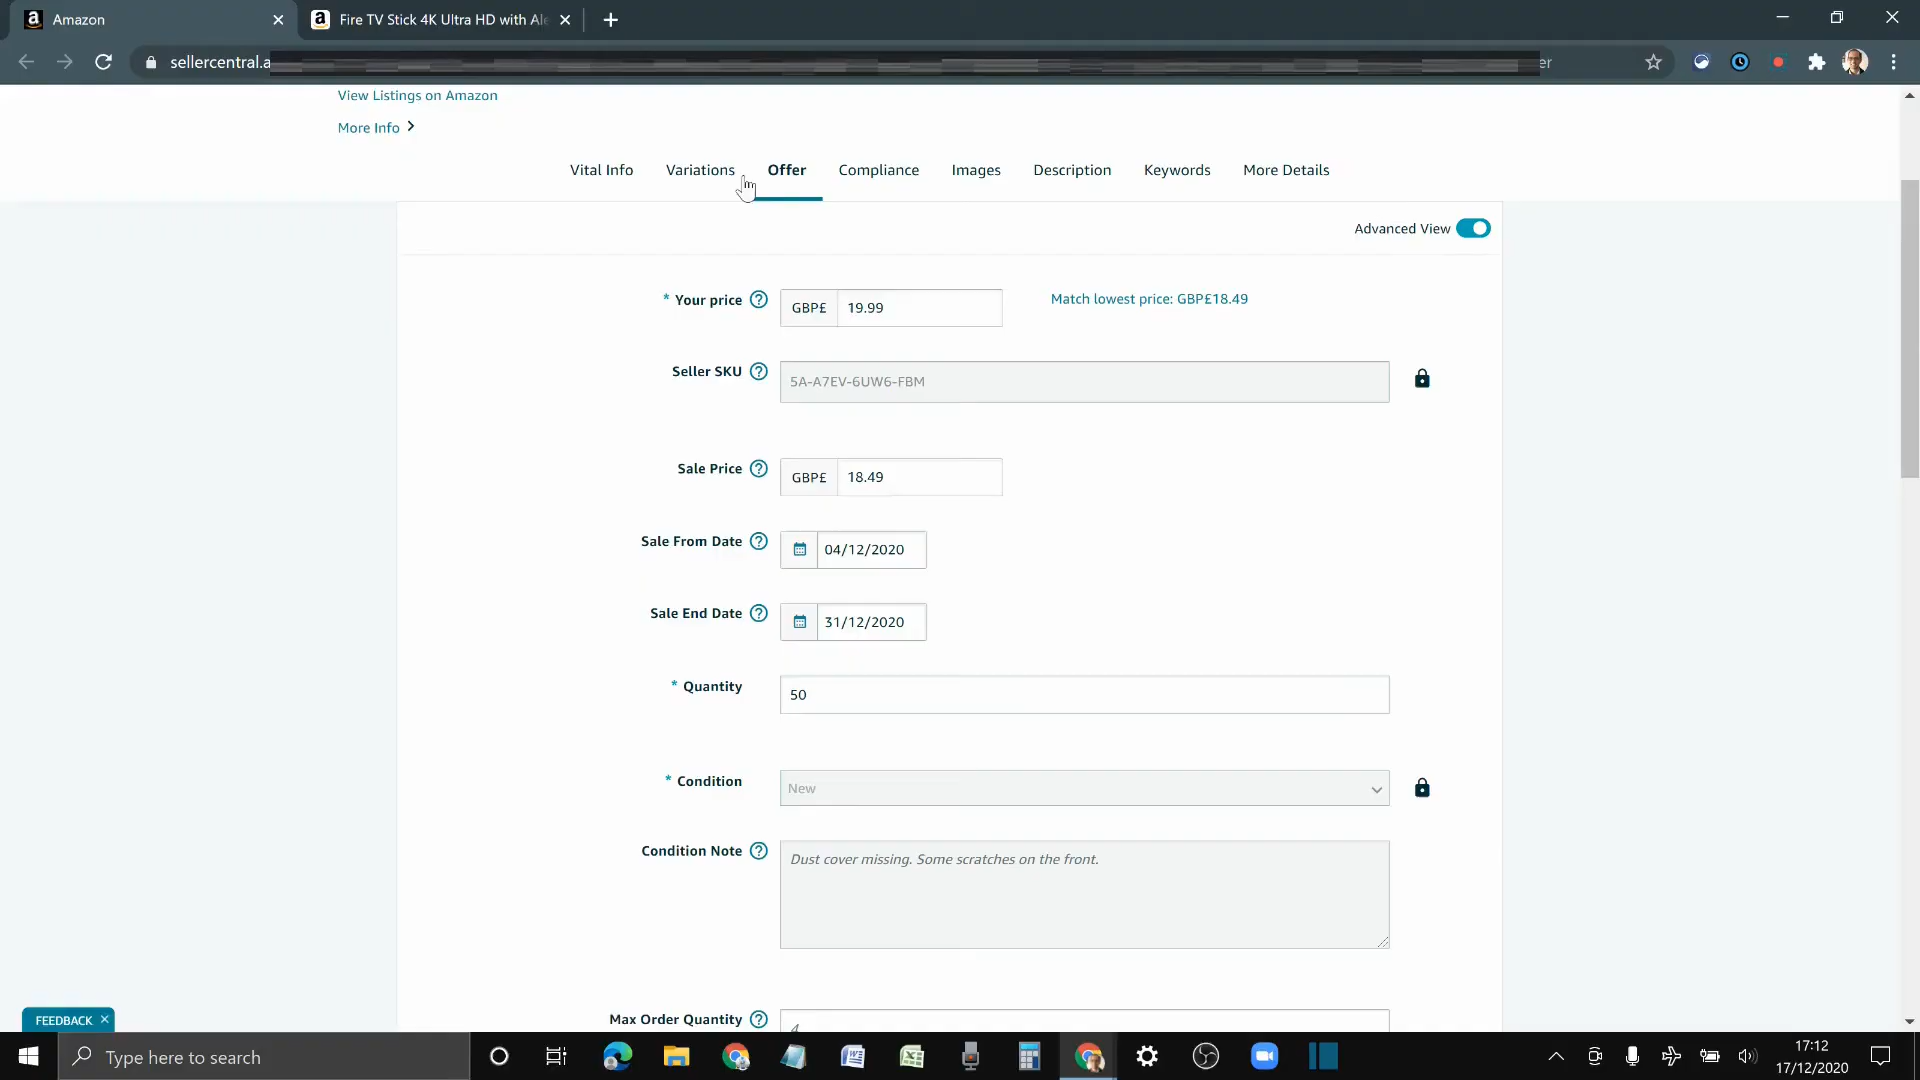 Amazon
Fire TV Stick 4K Ultra HD with Ale
sellercentral.a
er
View Listings on Amazon
More Info
Vital Info Variations Offer Compliance Images Description Keywords More Details
Advanced View
* Your price GBP£ 19.99 Match lowest price: GBP£18.49
Seller SKU 5A-A7EV-6UW6-FBM
Sale Price GBP£ 18.49
Sale From Date 04/12/2020
Sale End Date 31/12/2020
* Quantity 50
* Condition New
Condition Note Dust cover missing. Some scratches on the front.
Max Order Quantity 4
FEEDBACK
Type here to search
17:12
17/12/2020